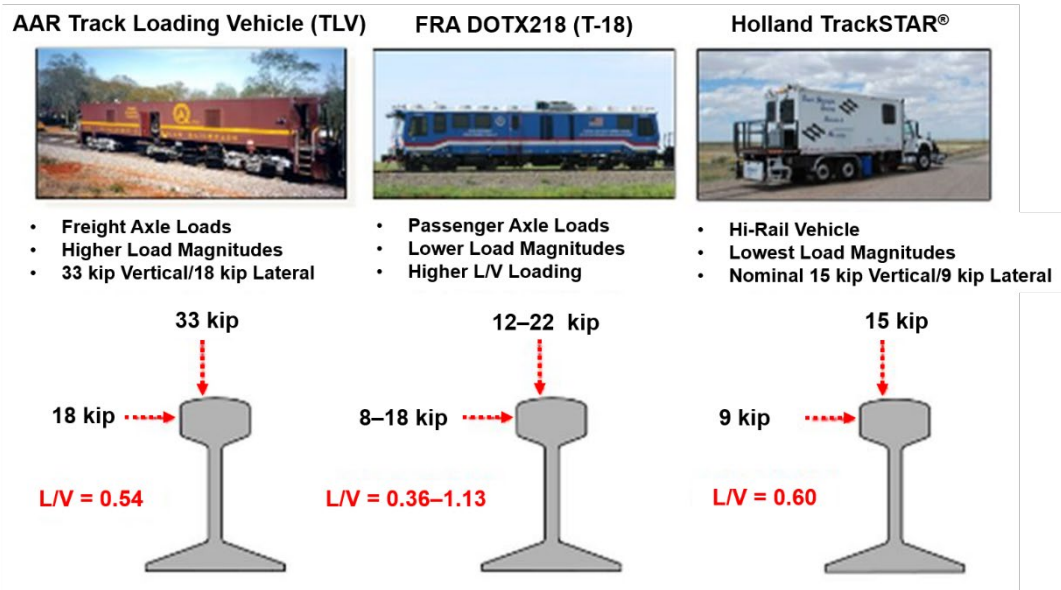 AAR Track Loading Vehicle (TLV)
FRA DOTX218 (T-18)
Holland TrackSTAR®
• Freight Axle Loads
• Higher Load Magnitudes
• 33 kip Vertical/18 kip Lateral
• Passenger Axle Loads
• Lower Load Magnitudes
• Higher L/V Loading
• Hi-Rail Vehicle
• Lowest Load Magnitudes
• Nominal 15 kip Vertical/9 kip Lateral
33 kip
18 kip
L/V = 0.54
12–22 kip
8–18 kip
L/V = 0.36–1.13
15 kip
9 kip
L/V = 0.60